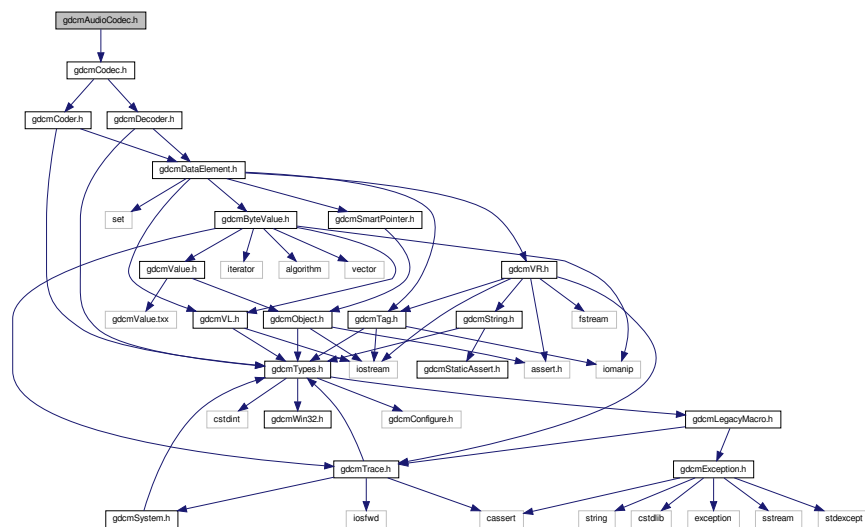 gdcmAudioCodec.h
gdcmCodec.h
gdcmCoder.h
gdcmDecoder.h
gdcmDataElement.h
set
gdcmByteValue.h
gdcmSmartPointer.h
gdcmValue.h
iterator
algorithm
vector
gdcmVR.h
gdcmValue.txx
gdcmVL.h
gdcmObject.h
gdcmTag.h
gdcmString.h
fstream
gdcmTypes.h
iostream
gdcmStaticAssert.h
assert.h
iomanip
cstdint
gdcmWin32.h
gdcmConfigure.h
gdcmLegacyMacro.h
gdcmTrace.h
gdcmException.h
gdcmSystem.h
iosfwd
cassert
string
cstdlib
exception
sstream
stdexcept